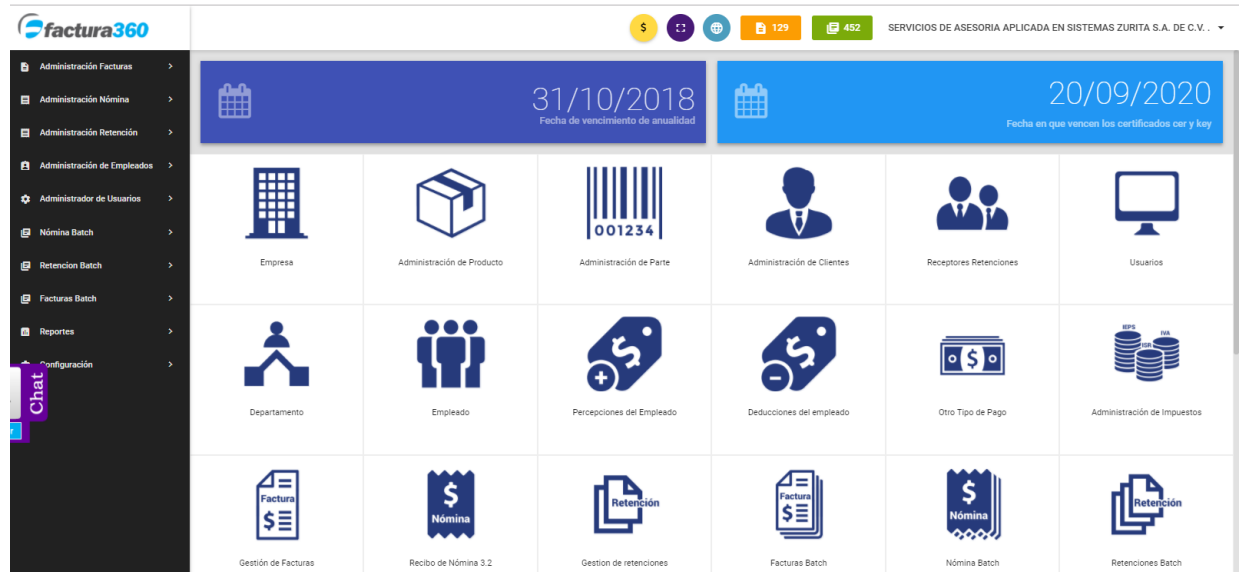 factura360
$
129
452
SERVICIOS DE ASESORIA APLICADA EN SISTEMAS ZURITA S.A. DE C.V. .
Administración Facturas
Administración Nómina
Administración Retención
Administración de Empleados
Administrador de Usuarios
Nómina Batch
Retencion Batch
Facturas Batch
Reportes
Configuración
Chat
31/10/2018
Fecha de vencimiento de anualidad
20/09/2020
Fecha en que vencen los certificados cer y key
001234
Empresa
Administración de Producto
Administración de Parte
Administración de Clientes
Receptores Retenciones
Usuarios
$
$
$
IEPS
IVA
ISR
Departamento
Empleado
Percepciones del Empleado
Deducciones del empleado
Otro Tipo de Pago
Administración de Impuestos
Factura
$
$
Nómina
Retención
Factura
$
$
Nómina
Retención
Gestión de Facturas
Recibo de Nómina 3.2
Gestion de retenciones
Facturas Batch
Nómina Batch
Retenciones Batch